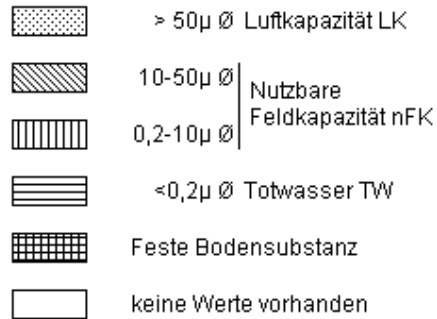 > 50µ Ø Luftkapazität LK
10-50µ Ø
Nutzbare
Feldkapazität nFK
0,2-10µ Ø
<0,2µ Ø Totwasser TW
Feste Bodensubstanz
keine Werte vorhanden